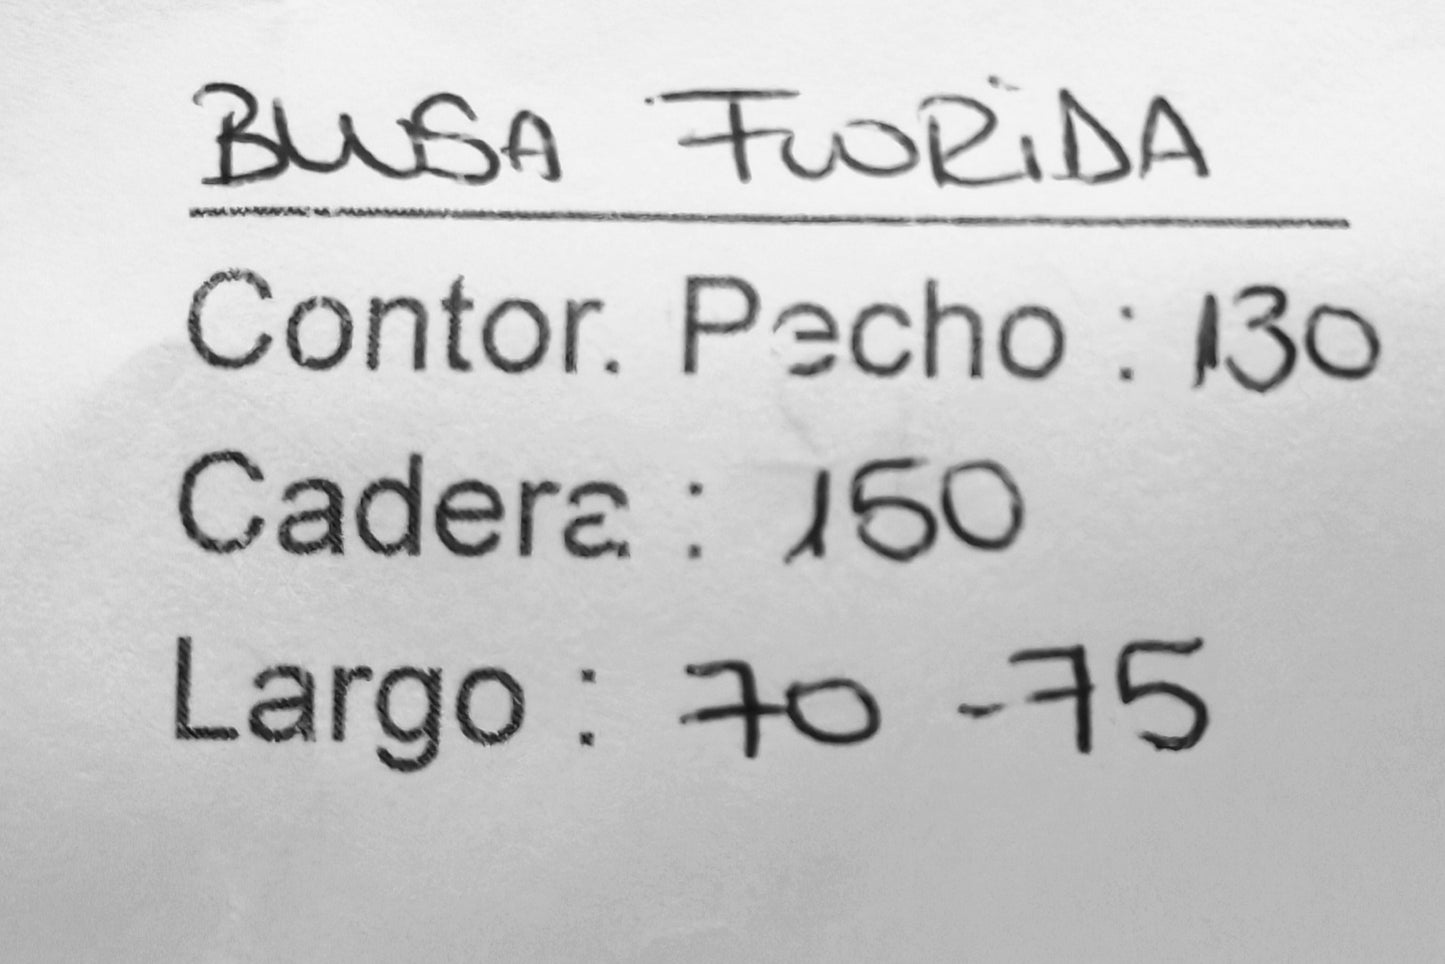 BLUSA FLORiDA
Contor. Pecho : 130
Cadera : 150
Largo : 70 - 75